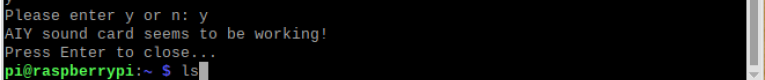 Please enter y or n: y
AIY sound card seems to be working!
Press Enter to close...
pi@raspberrypi:~ $ ls